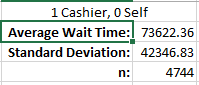 1 Cashier, 0 Self
Average Wait Time: 73622.36
Standard Deviation: 42346.83
n: 4744